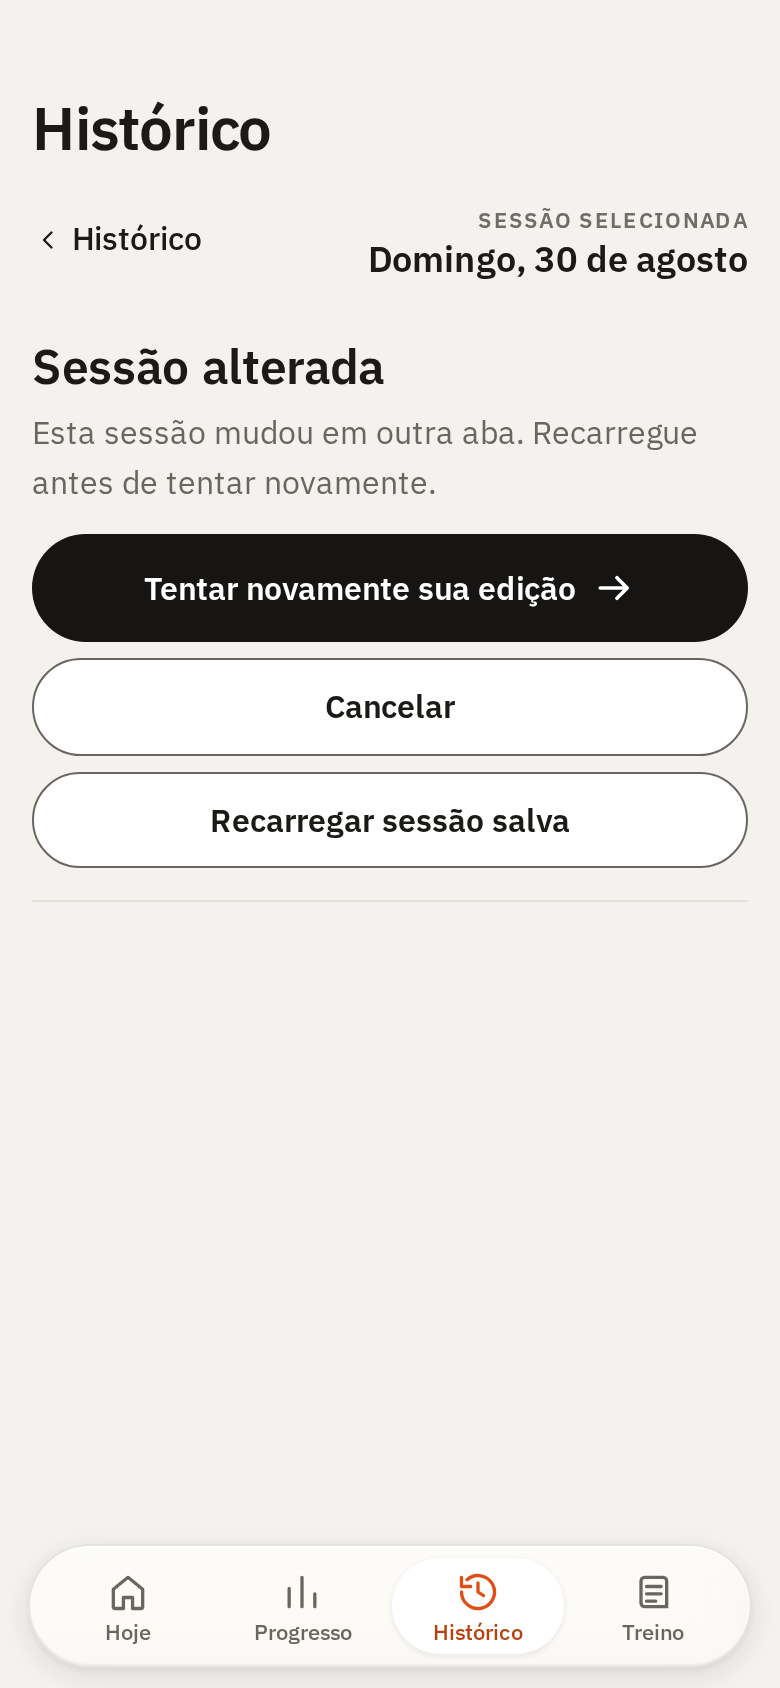 Histórico
Histórico
SESSÃO SELECIONADA
Domingo, 30 de agosto
Sessão alterada
Esta sessão mudou em outra aba. Recarregue
antes de tentar novamente.
Tentar novamente sua edição
Cancelar
Recarregar sessão salva
Hoje
Progresso
Histórico
Treino